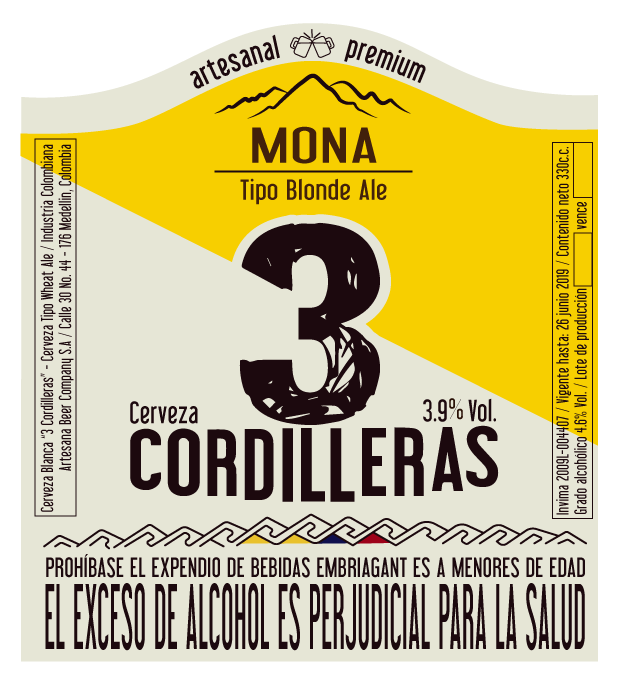 artesanal premium
MONA
Tipo Blonde Ale
3
Cerveza 3.9% Vol.
CORDILLERAS
Cerveza Blanca "3 Cordilleras" - Cerveza Tipo Wheat Ale / Industria Colombiana
Artesana Beer Company S.A / Calle 30 No. 44 - 176 Medellín, Colombia
Invima 2009L-004407 / Vigente hasta: 26 junio 2019 / Contenido neto 330c.c.
Grado alcohólico 4.6% Vol. / Lote de producción vence
PROHÍBASE EL EXPENDIO DE BEBIDAS EMBRIAGANT ES A MENORES DE EDAD
EL EXCESO DE ALCOHOL ES PERJUDICIAL PARA LA SALUD